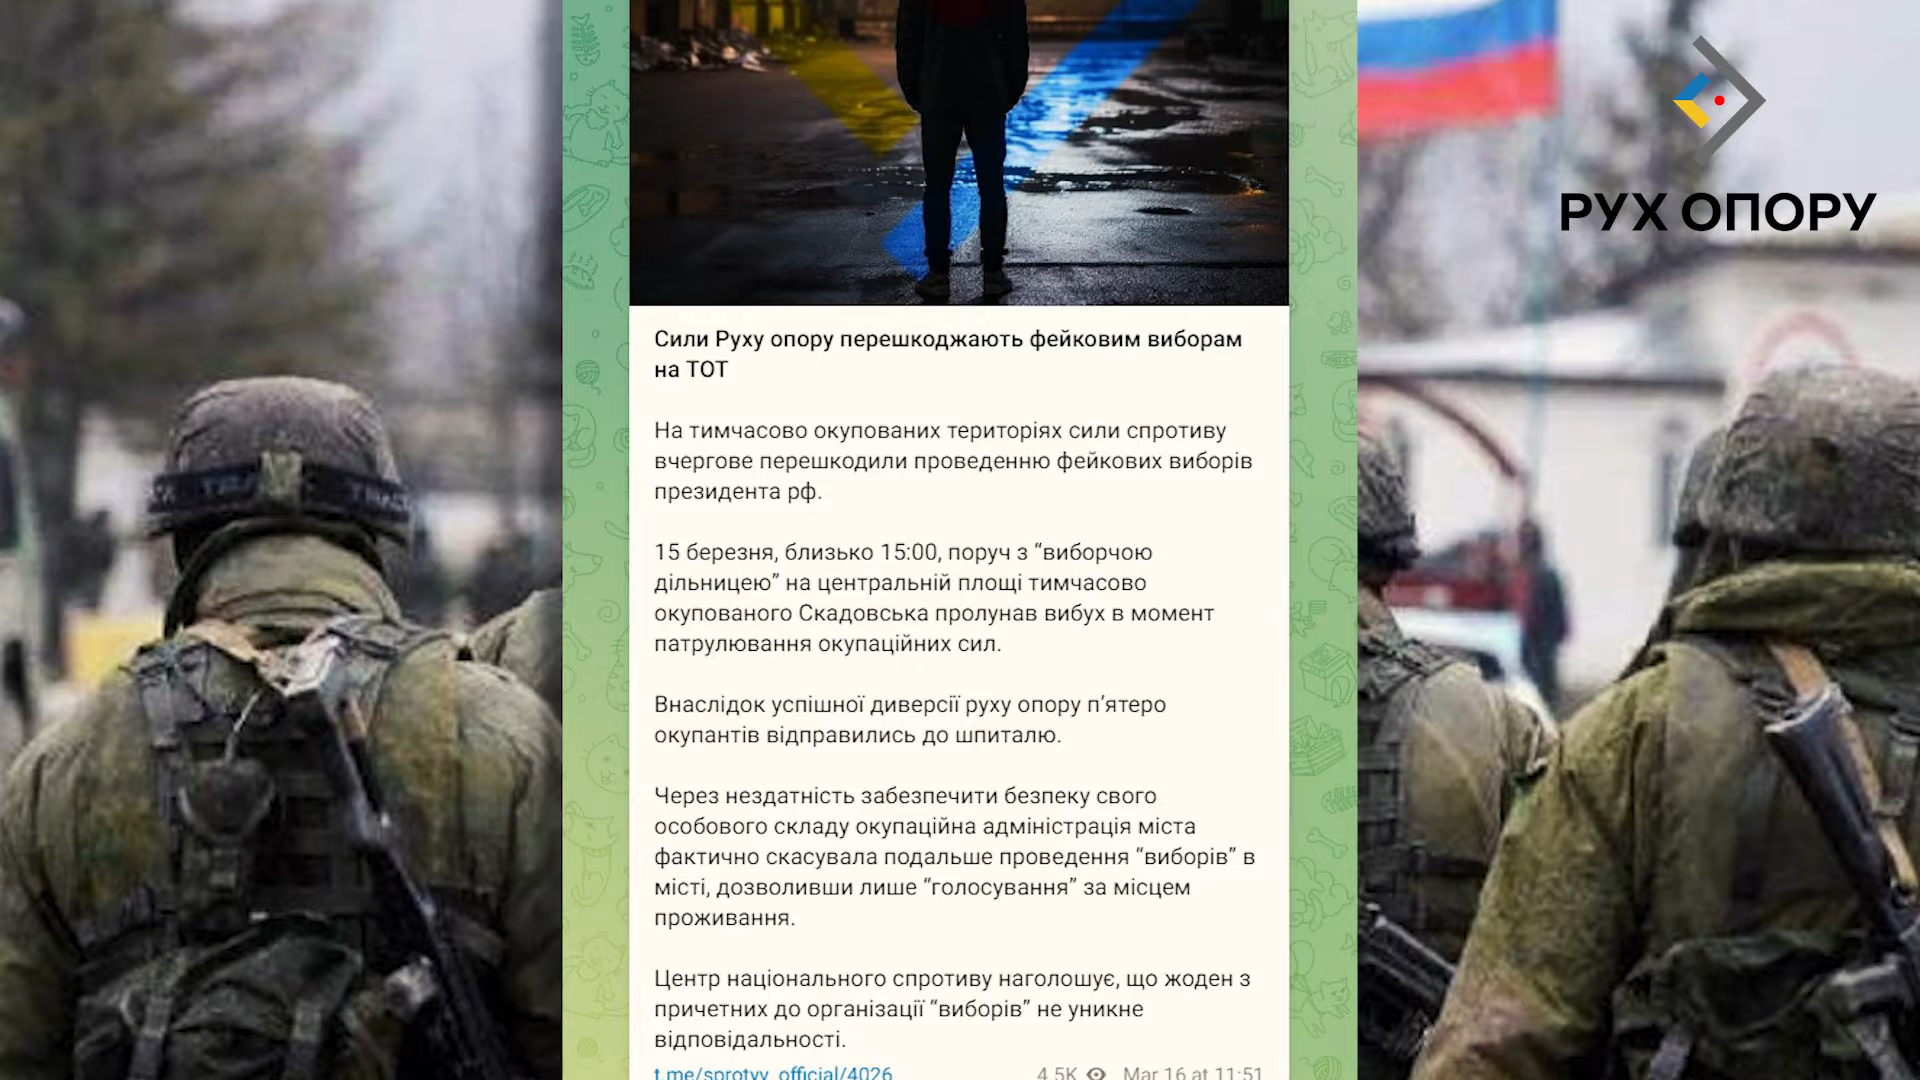 РУХ ОПОРУ
Сили Руху опору перешкоджають фейковим виборам
на ТОТ
На тимчасово окупованих територіях сили спротиву
вчергове перешкодили проведенню фейкових виборів
президента рф.
15 березня, близько 15:00, поруч з “виборчою
дільницею” на центральній площі тимчасово
окупованого Скадовська пролунав вибух в момент
патрулювання окупаційних сил.
Внаслідок успішної диверсії руху опору п’ятеро
окупантів відправились до шпиталю.
Через нездатність забезпечити безпеку свого
особового складу окупаційна адміністрація міста
фактично скасувала подальше проведення “виборів” в
місті, дозволивши лише “голосування” за місцем
проживання.
Центр національного спротиву наголошує, що жоден з
причетних до організації “виборів” не уникне
відповідальності.
t.me/sprotyv_official/4026 4.5K Mar 16 at 11:51